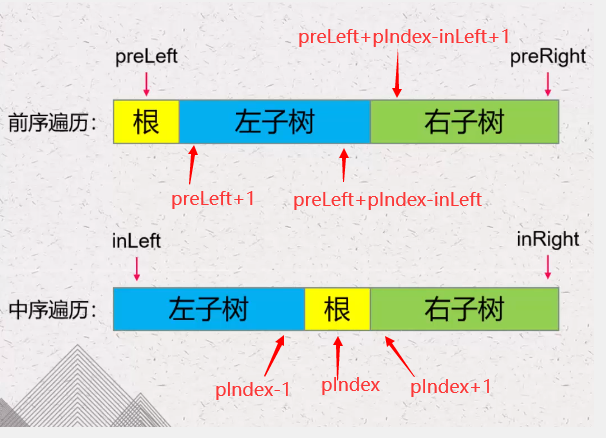 preLeft+pIndex-inLeft+1
preLeft
preRight
前序遍历：
根
左子树
右子树
preLeft+1
preLeft+pIndex-inLeft
inLeft
inRight
中序遍历：
左子树
根
右子树
pIndex-1
pIndex
pIndex+1